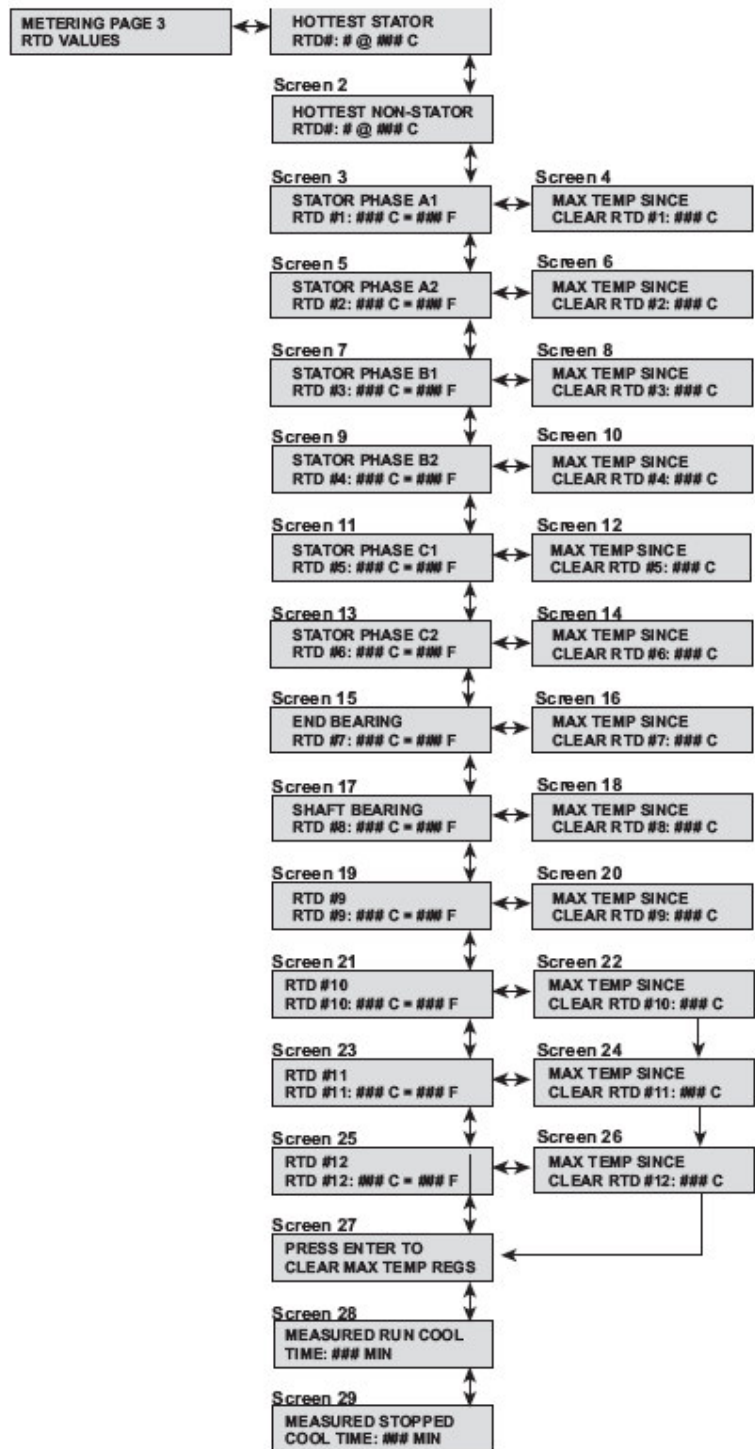 METERING PAGE 3
RTD VALUES
HOTTEST STATOR
RTD#: # @ ### C
Screen 2
HOTTEST NON-STATOR
RTD#: # @ ### C
Screen 3
STATOR PHASE A1
RTD #1: ### C = ### F
Screen 4
MAX TEMP SINCE
CLEAR RTD #1: ### C
Screen 5
STATOR PHASE A2
RTD #2: ### C = ### F
Screen 6
MAX TEMP SINCE
CLEAR RTD #2: ### C
Screen 7
STATOR PHASE B1
RTD #3: ### C = ### F
Screen 8
MAX TEMP SINCE
CLEAR RTD #3: ### C
Screen 9
STATOR PHASE B2
RTD #4: ### C = ### F
Screen 10
MAX TEMP SINCE
CLEAR RTD #4: ### C
Screen 11
STATOR PHASE C1
RTD #5: ### C = ### F
Screen 12
MAX TEMP SINCE
CLEAR RTD #5: ### C
Screen 13
STATOR PHASE C2
RTD #6: ### C = ### F
Screen 14
MAX TEMP SINCE
CLEAR RTD #6: ### C
Screen 15
END BEARING
RTD #7: ### C = ### F
Screen 16
MAX TEMP SINCE
CLEAR RTD #7: ### C
Screen 17
SHAFT BEARING
RTD #8: ### C = ### F
Screen 18
MAX TEMP SINCE
CLEAR RTD #8: ### C
Screen 19
RTD #9
RTD #9: ### C = ### F
Screen 20
MAX TEMP SINCE
CLEAR RTD #9: ### C
Screen 21
RTD #10
RTD #10: ### C = ### F
Screen 22
MAX TEMP SINCE
CLEAR RTD #10: ### C
Screen 23
RTD #11
RTD #11: ### C = ### F
Screen 24
MAX TEMP SINCE
CLEAR RTD #11: ### C
Screen 25
RTD #12
RTD #12: ### C = ### F
Screen 26
MAX TEMP SINCE
CLEAR RTD #12: ### C
Screen 27
PRESS ENTER TO
CLEAR MAX TEMP REGS
Screen 28
MEASURED RUN COOL
TIME: ### MIN
Screen 29
MEASURED STOPPED
COOL TIME: ### MIN